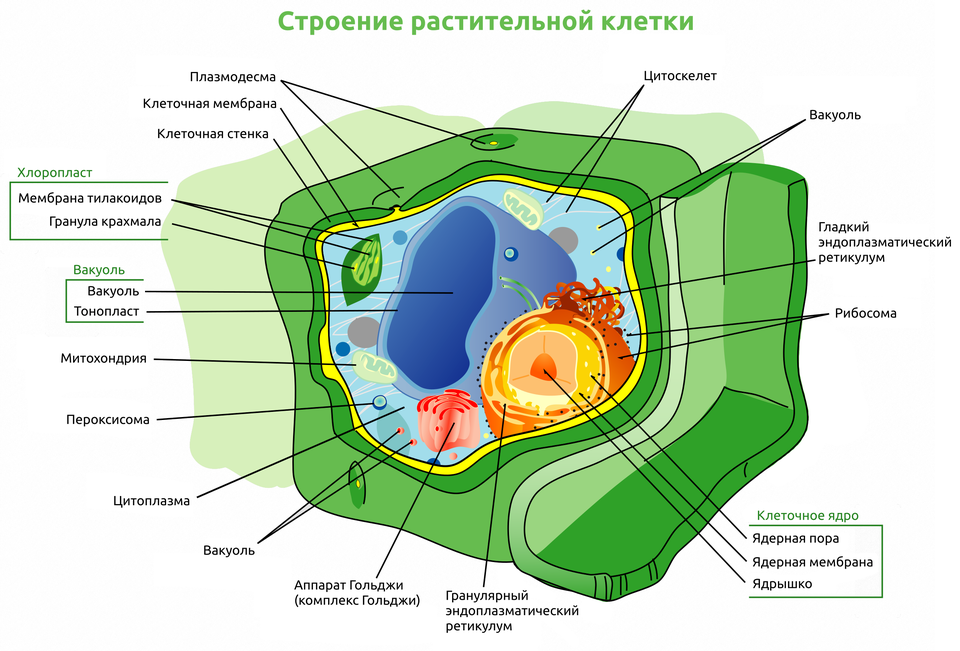 Строение растительной клетки
Плазмодесма
Клеточная мембрана
Клеточная стенка
Хлоропласт
Мембрана тилакоидов
Гранула крахмала
Вакуоль
Вакуоль
Тонопласт
Митохондрия
Пероксисома
Цитоплазма
Вакуоль
Аппарат Гольджи
(комплекс Гольджи)
Гранулярный
эндоплазматический
ретикулум
Цитоскелет
Вакуоль
Гладкий
эндоплазматический
ретикулум
Рибосома
Клеточное ядро
Ядерная пора
Ядерная мембрана
Ядрышко